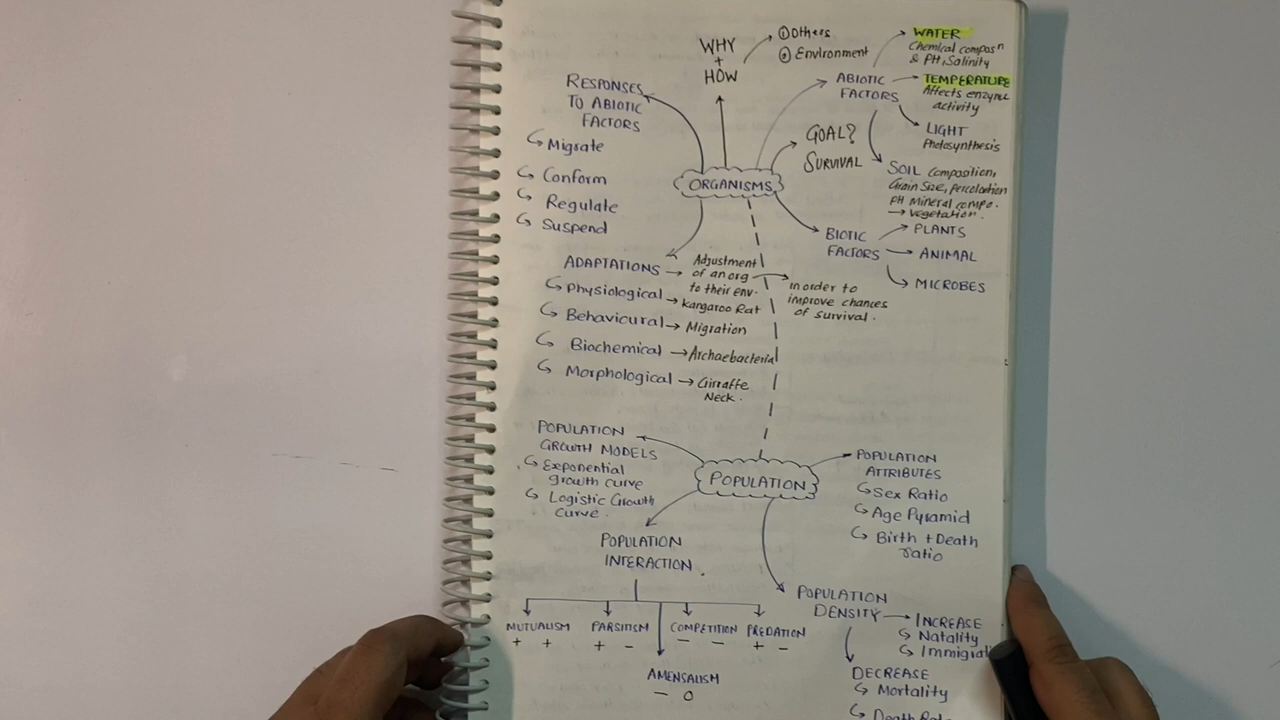 WHY
+
HOW
① Others
② Environment
RESPONSES
TO ABIOTIC
FACTORS
Migrate
Conform
Regulate
Suspend
ORGANISMS
GOAL?
SURVIVAL
ABIOTIC
FACTORS
WATER
Chemical composⁿ
& PH, Salinity
TEMPERATURE
Affects enzyme
activity
LIGHT
Photosynthesis
SOIL composition,
Grain Size, percolation
PH Mineral compo.
→ vegetation.
BIOTIC
FACTORS
→ PLANTS
→ ANIMAL
→ MICROBES
ADAPTATIONS → Adjustment
of an org
to their env.
in order to
improve chances
of survival.
Physiological → Kangaroo Rat
Behavioural → Migration
Biochemical → Archaebacteria
Morphological → Girraffe
Neck.
POPULATION
POPULATION
GROWTH MODELS
Exponential
growth curve
Logistic Growth
Curve.
POPULATION
ATTRIBUTES
Sex Ratio
Age Pyramid
Birth + Death
ratio
POPULATION
INTERACTION.
MUTUALISM
+ +
PARSITISM
+ -
COMPETITION
- -
PREDATION
+ -
AMENSALISM
- 0
POPULATION
DENSITY → INCREASE
Natality
DECREASE
Mortality
Death